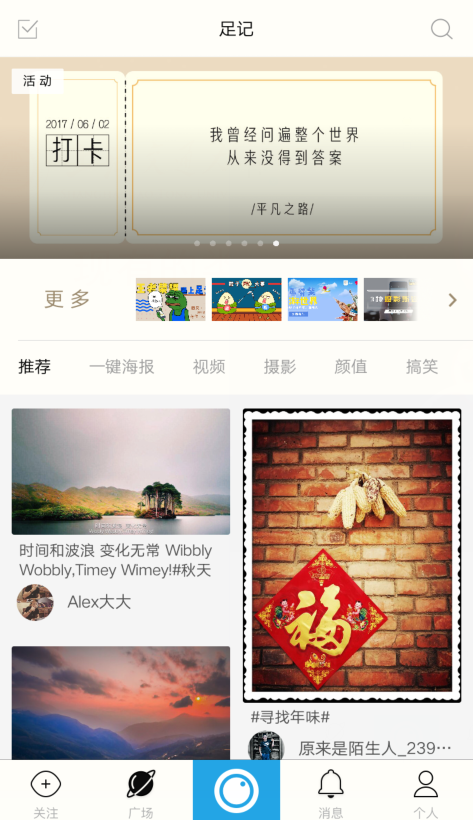 足记
活动
2017 / 06 / 02
打卡
我曾经问遍整个世界
从来没得到答案
/平凡之路/
更多
推荐
一键海报
视频
摄影
颜值
搞笑
时间和波浪 变化无常 Wibbly
Wobbly,Timey Wimey!#秋天
Alex大大
福
#寻找年味#
原来是陌生人_239…
关注
广场
消息
个人